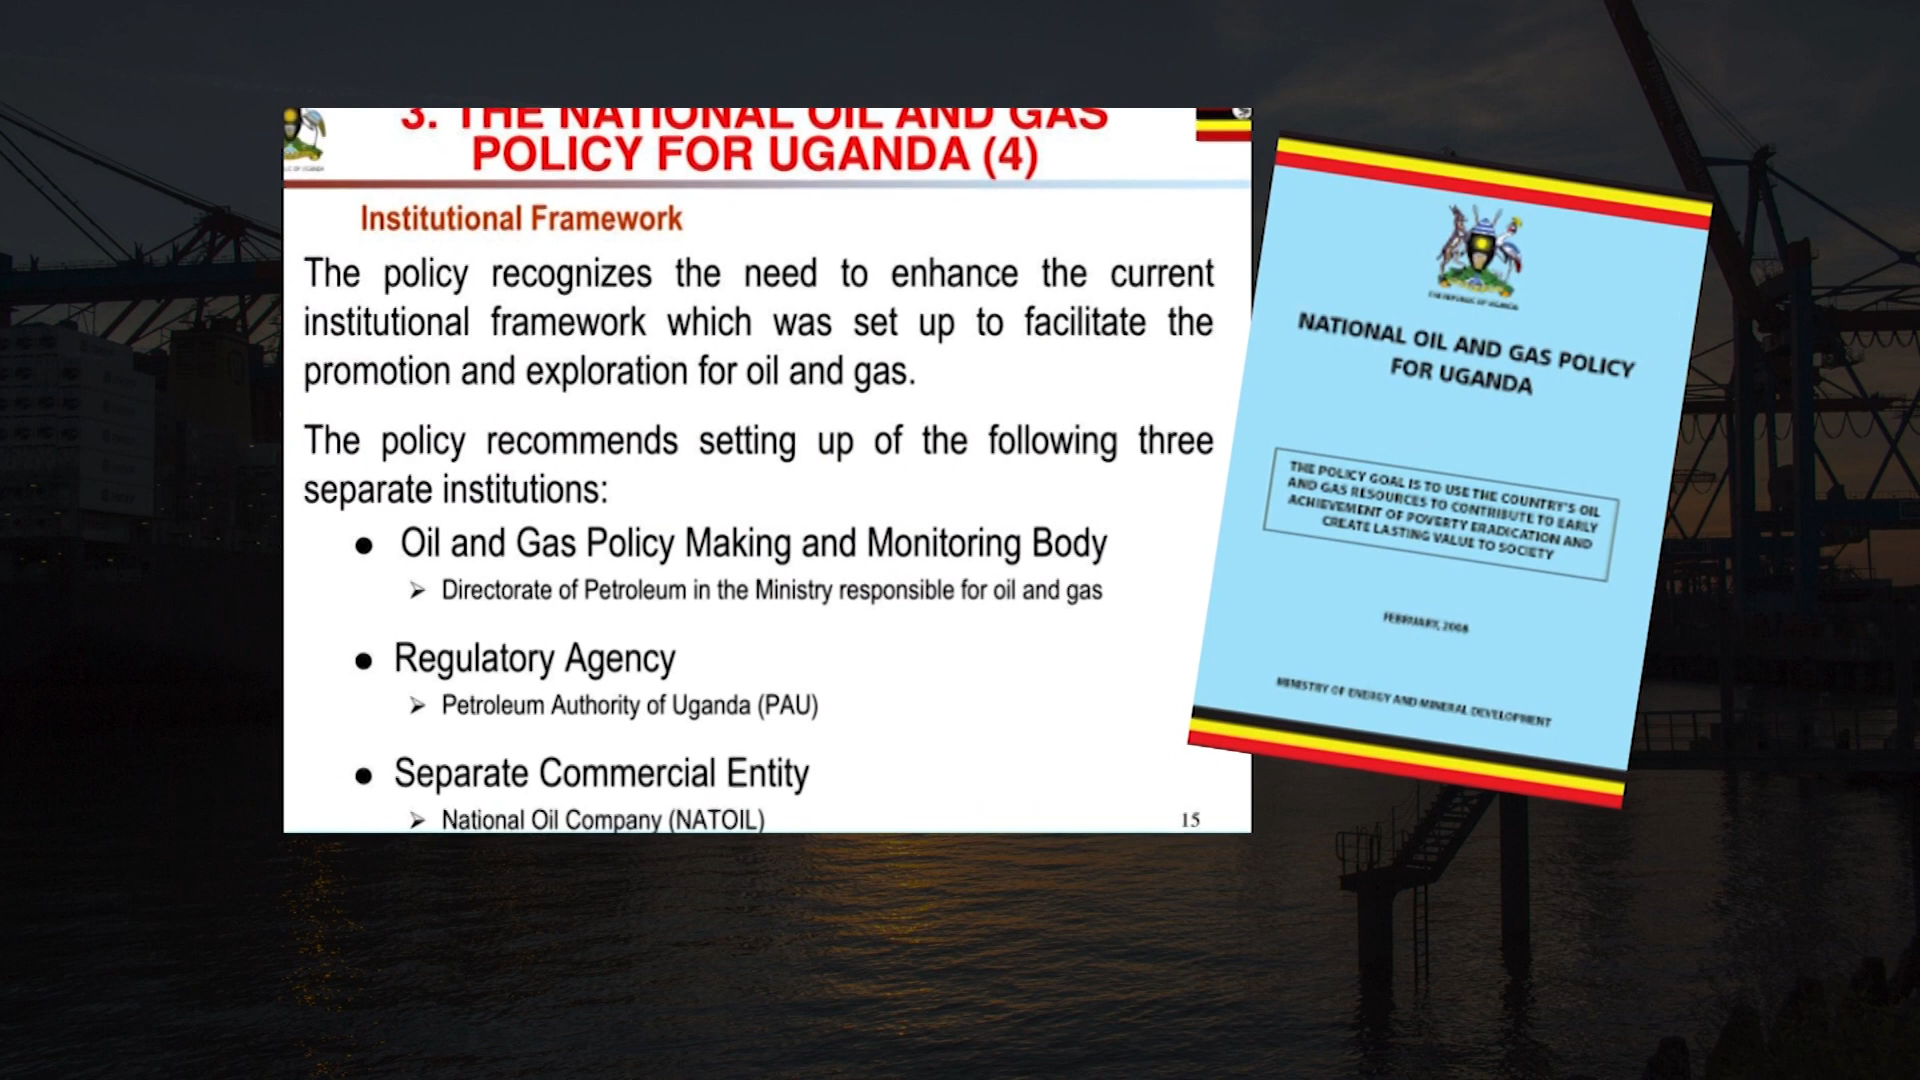 3. THE NATIONAL OIL AND GAS
POLICY FOR UGANDA (4)
Institutional Framework
The policy recognizes the need to enhance the current
institutional framework which was set up to facilitate the
promotion and exploration for oil and gas.
The policy recommends setting up of the following three
separate institutions:
● Oil and Gas Policy Making and Monitoring Body
➢ Directorate of Petroleum in the Ministry responsible for oil and gas
● Regulatory Agency
➢ Petroleum Authority of Uganda (PAU)
● Separate Commercial Entity
➢ National Oil Company (NATOIL)
15
THE REPUBLIC OF UGANDA
NATIONAL OIL AND GAS POLICY
FOR UGANDA
THE POLICY GOAL IS TO USE THE COUNTRY'S OIL
AND GAS RESOURCES TO CONTRIBUTE TO EARLY
ACHIEVEMENT OF POVERTY ERADICATION AND
CREATE LASTING VALUE TO SOCIETY
FEBRUARY, 2008
MINISTRY OF ENERGY AND MINERAL DEVELOPMENT